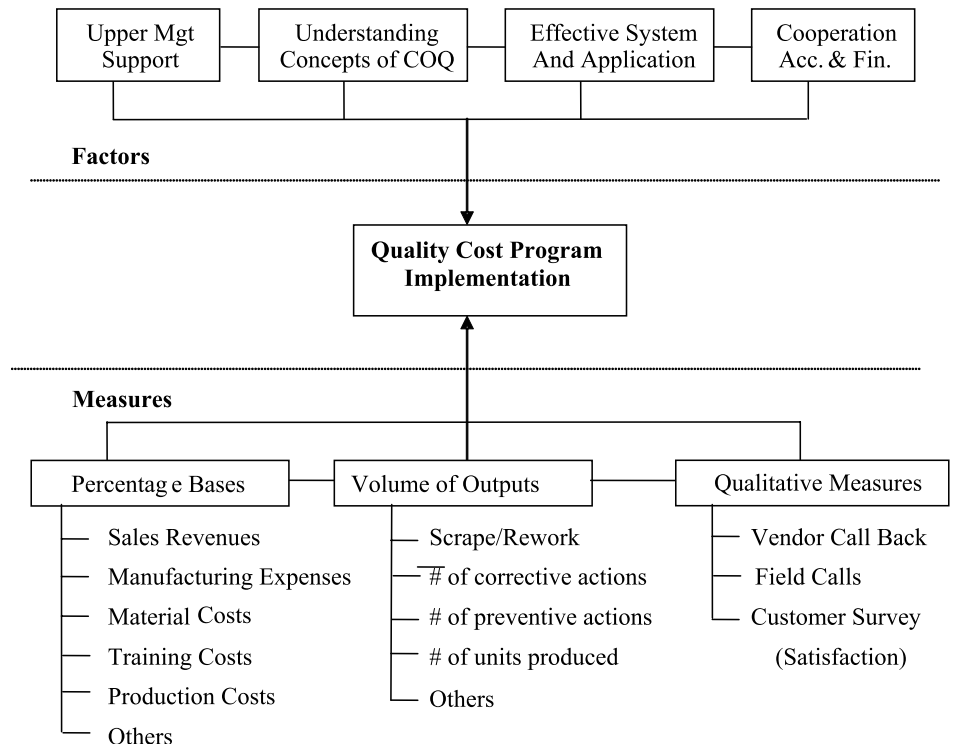 Upper Mgt
Support
Understanding
Concepts of COQ
Effective System
And Application
Cooperation
Acc. & Fin.
Factors
Quality Cost Program
Implementation
Measures
Percentage Bases
Sales Revenues
Manufacturing Expenses
Material Costs
Training Costs
Production Costs
Others
Volume of Outputs
Scrape/Rework
# of corrective actions
# of preventive actions
# of units produced
Others
Qualitative Measures
Vendor Call Back
Field Calls
Customer Survey
(Satisfaction)